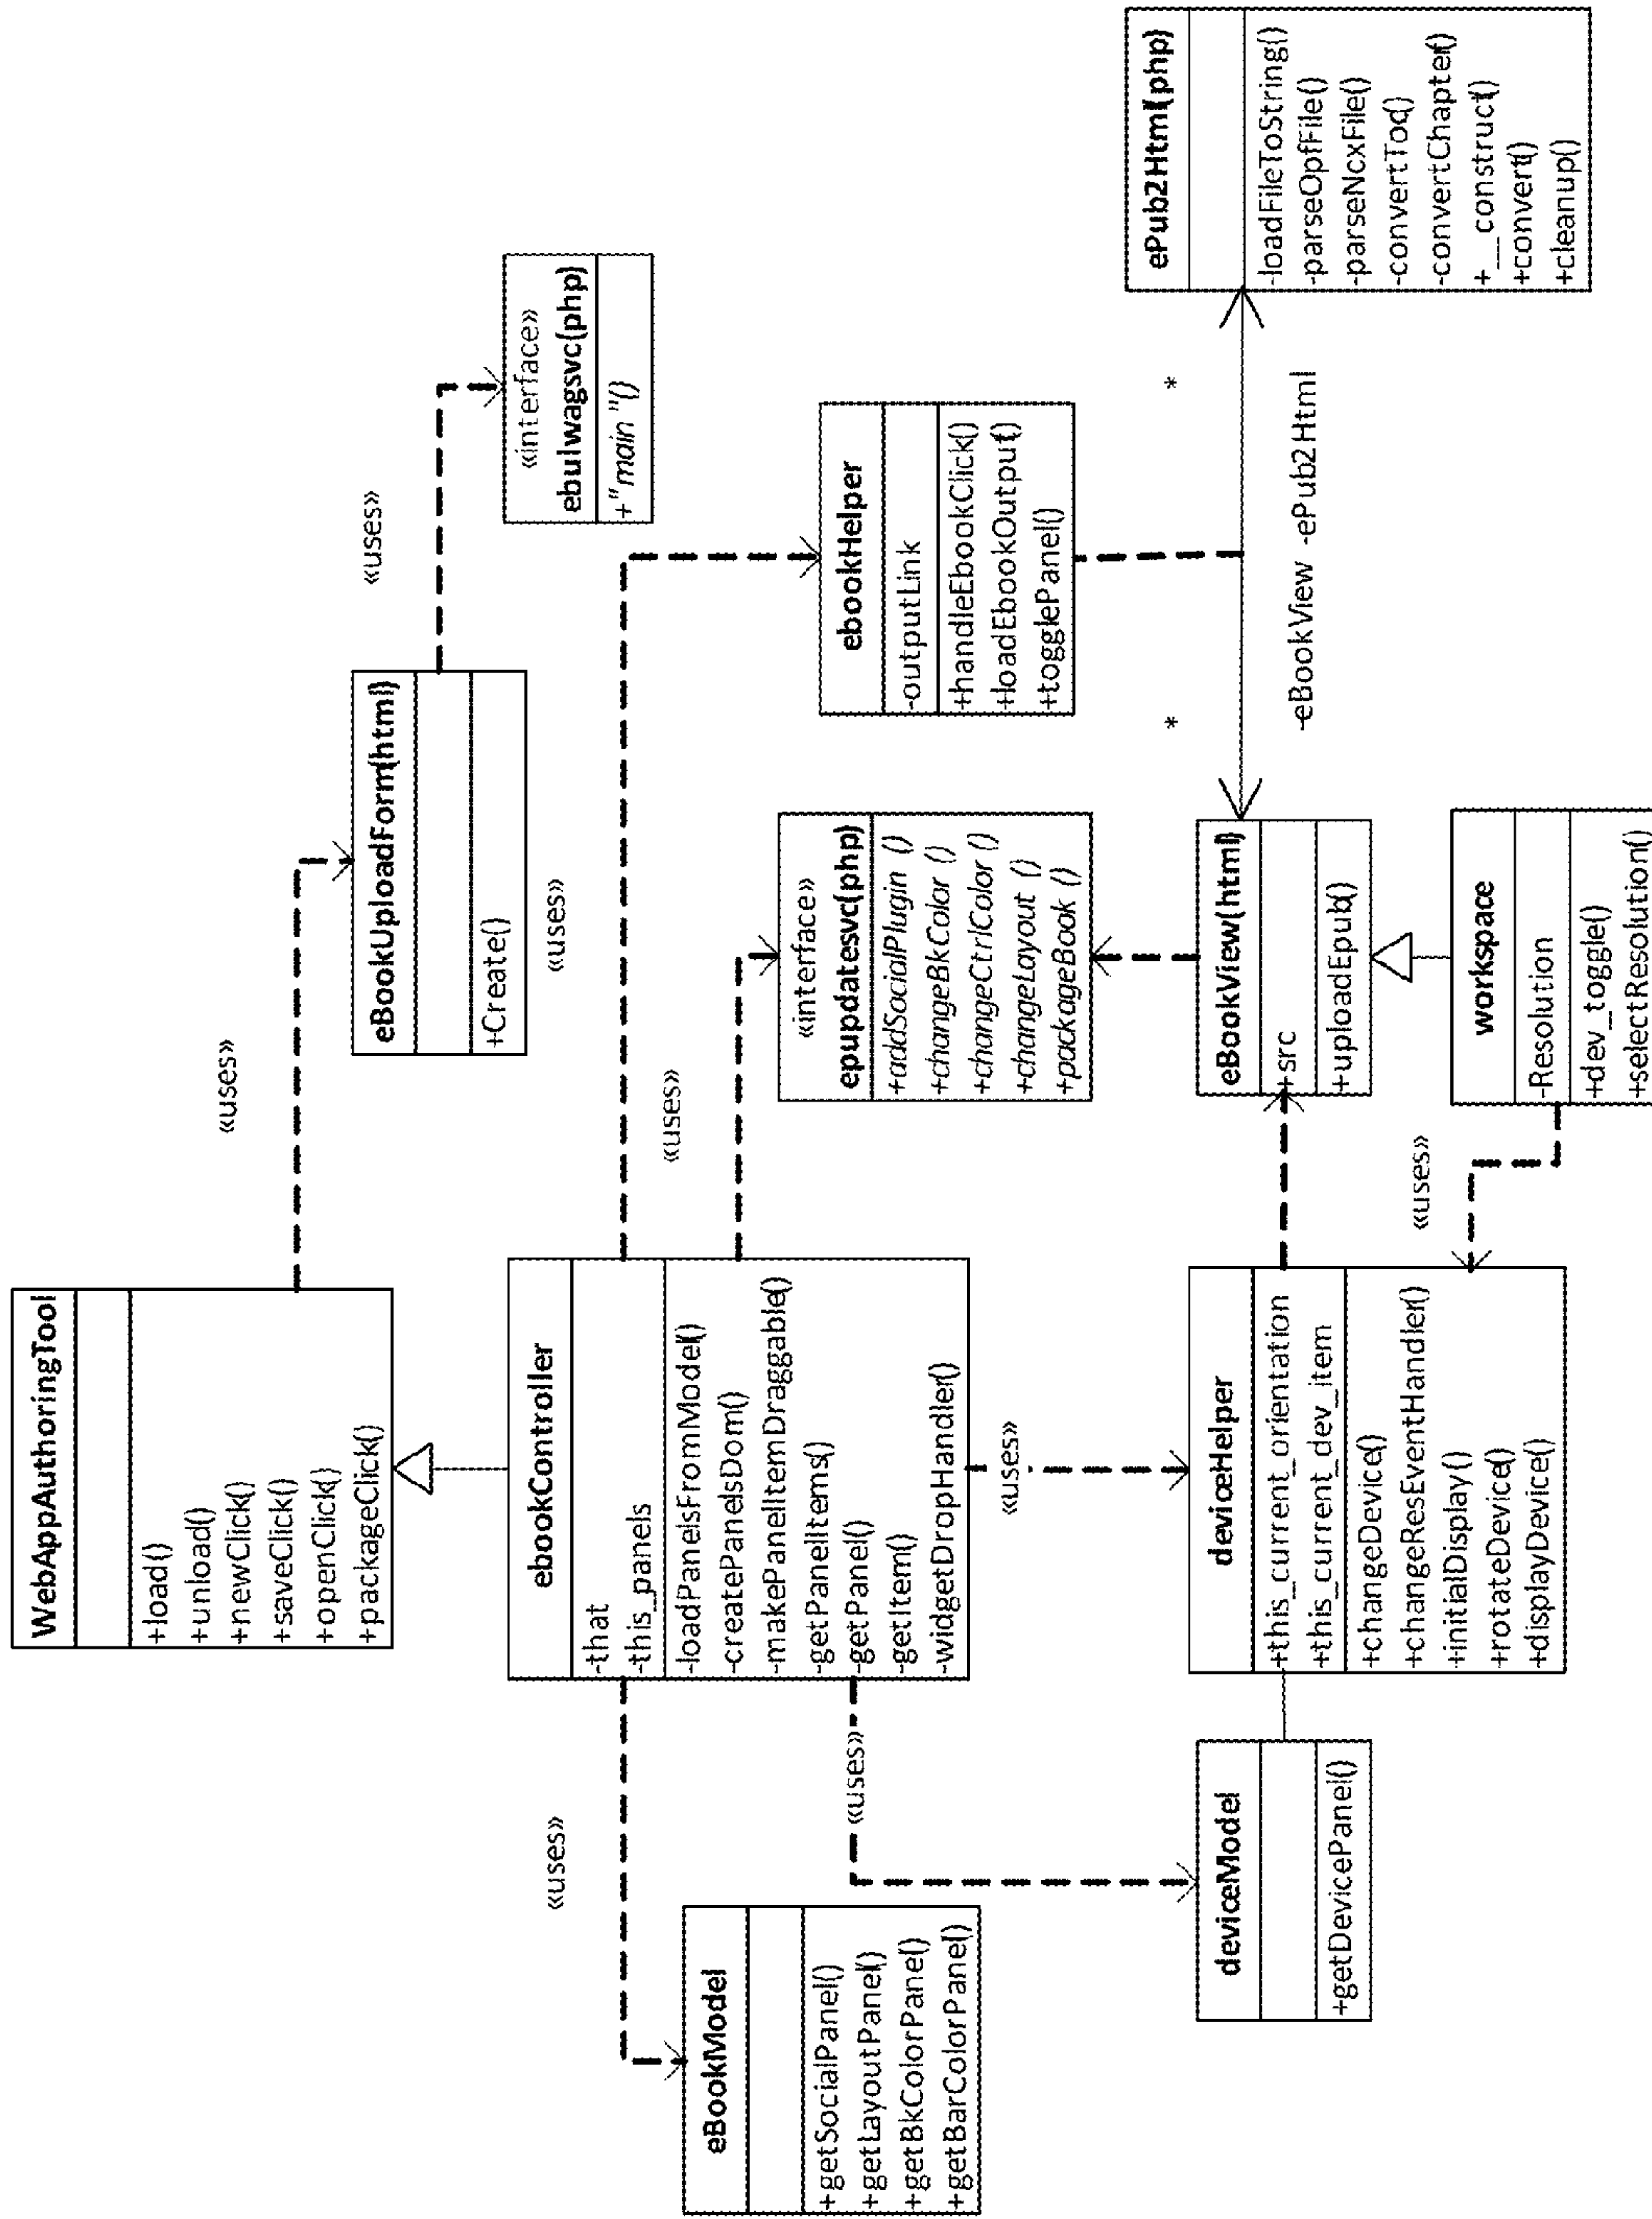 WebAppAuthoringTool
+load()
+unload()
+newClick()
+saveClick()
+openClick()
+packageClick()
«uses»
eBookUploadForm(html)
+Create()
«uses»
«interface»
ebulwagsvc(php)
+"main "()
ebookController
-that
-this_panels
-loadPanelsFromModel()
-createPanelsDom()
-makePanelItemDraggable()
-getPanelItems()
-getPanel()
-getItem()
-widgetDropHandler()
«uses»
«uses»
«uses»
«uses»
«uses»
eBookModel
+getSocialPanel()
+getLayoutPanel()
+getBkColorPanel()
+getBarColorPanel()
«interface»
epupdatesvc(php)
+addSocialPlugin ()
+changeBkColor ()
+changeCtrlColor ()
+changeLayout ()
+packageBook ()
ebookHelper
-outputLink
+handleEbookClick()
+loadEbookOutput()
+togglePanel()
deviceModel
+getDevicePanel()
deviceHelper
+this_current_orientation
+this_current_dev_item
+changeDevice()
+changeResEventHandler()
+initialDisplay()
+rotateDevice()
+displayDevice()
eBookView(html)
+src
+uploadEpub()
*
*
-eBookView -ePub2Html
ePub2Html(php)
-loadFileToString()
-parseOpfFile()
-parseNcxFile()
-convertToc()
-convertChapter()
+__construct()
+convert()
+cleanup()
«uses»
workspace
-Resolution
+dev_toggle()
+selectResolution()